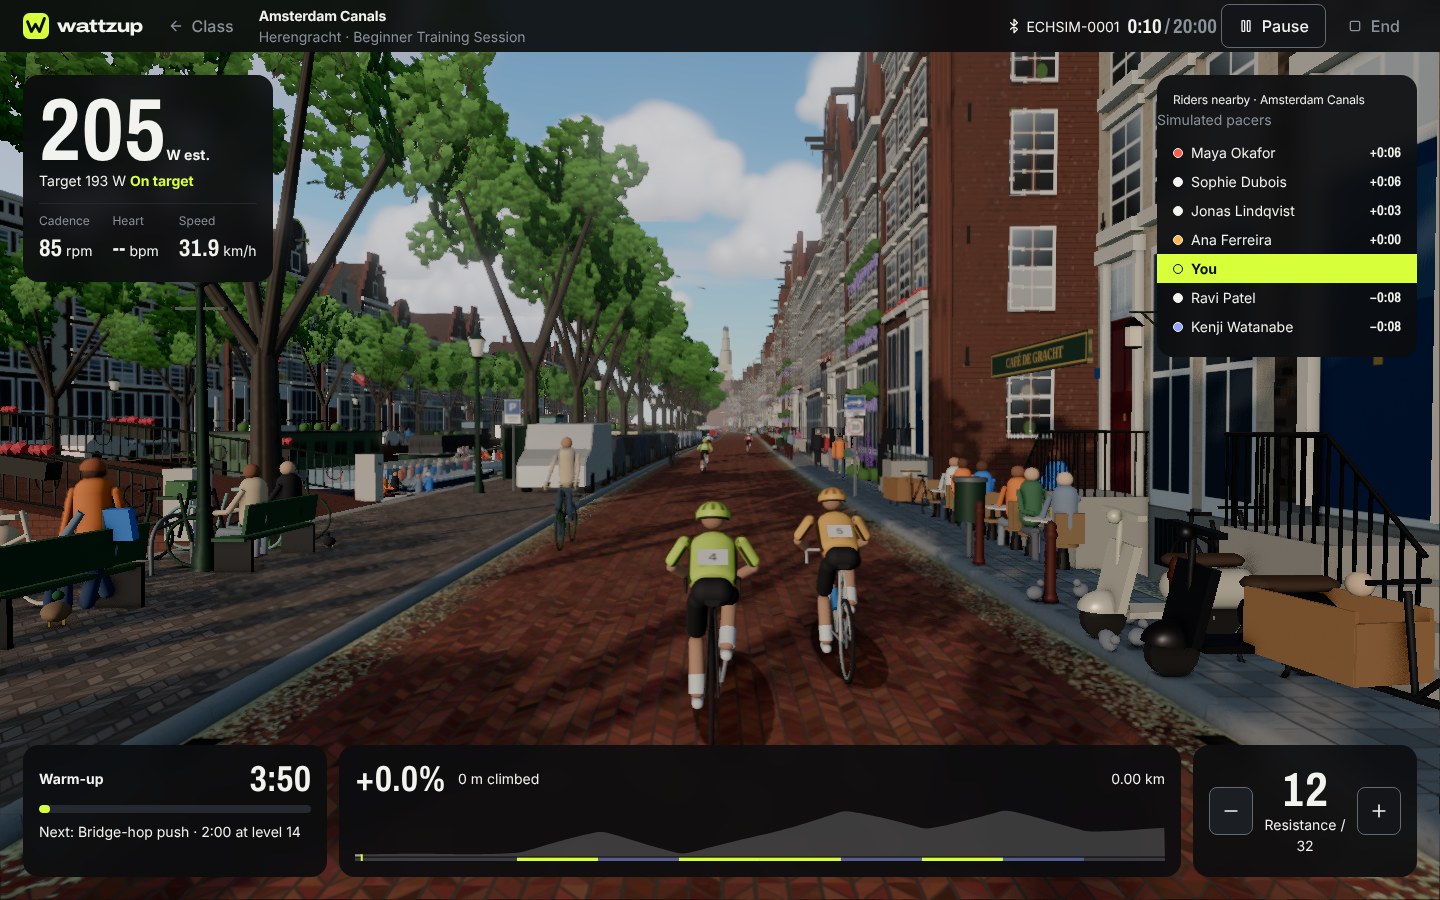 wattzup
Class
Amsterdam Canals
Herengracht · Beginner Training Session
ECHSIM-0001 0:10 / 20:00
Pause
End
205 W est.
Target 193 W On target
Cadence Heart Speed
85 rpm -- bpm 31.9 km/h
Riders nearby · Amsterdam Canals
Simulated pacers
Maya Okafor +0:06
Sophie Dubois +0:06
Jonas Lindqvist +0:03
Ana Ferreira +0:00
You
Ravi Patel −0:08
Kenji Watanabe −0:08
CAFÉ DE GRACHT
P
4
5
Warm-up 3:50
Next: Bridge-hop push · 2:00 at level 14
+0.0% 0 m climbed 0.00 km
−
12
+
Resistance /
32